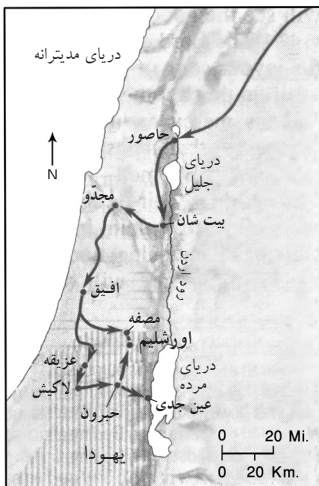 دریای مدیترانه
حاصور
دریای
جلیل
N
مجدّو
بیت شان
رود اردن
افیق
مصفه
اورشلیم
دریای
مرده
عزیقه
لاکیش
حبرون
عین جدی
یهودا
0 20 Mi.
0 20 Km.